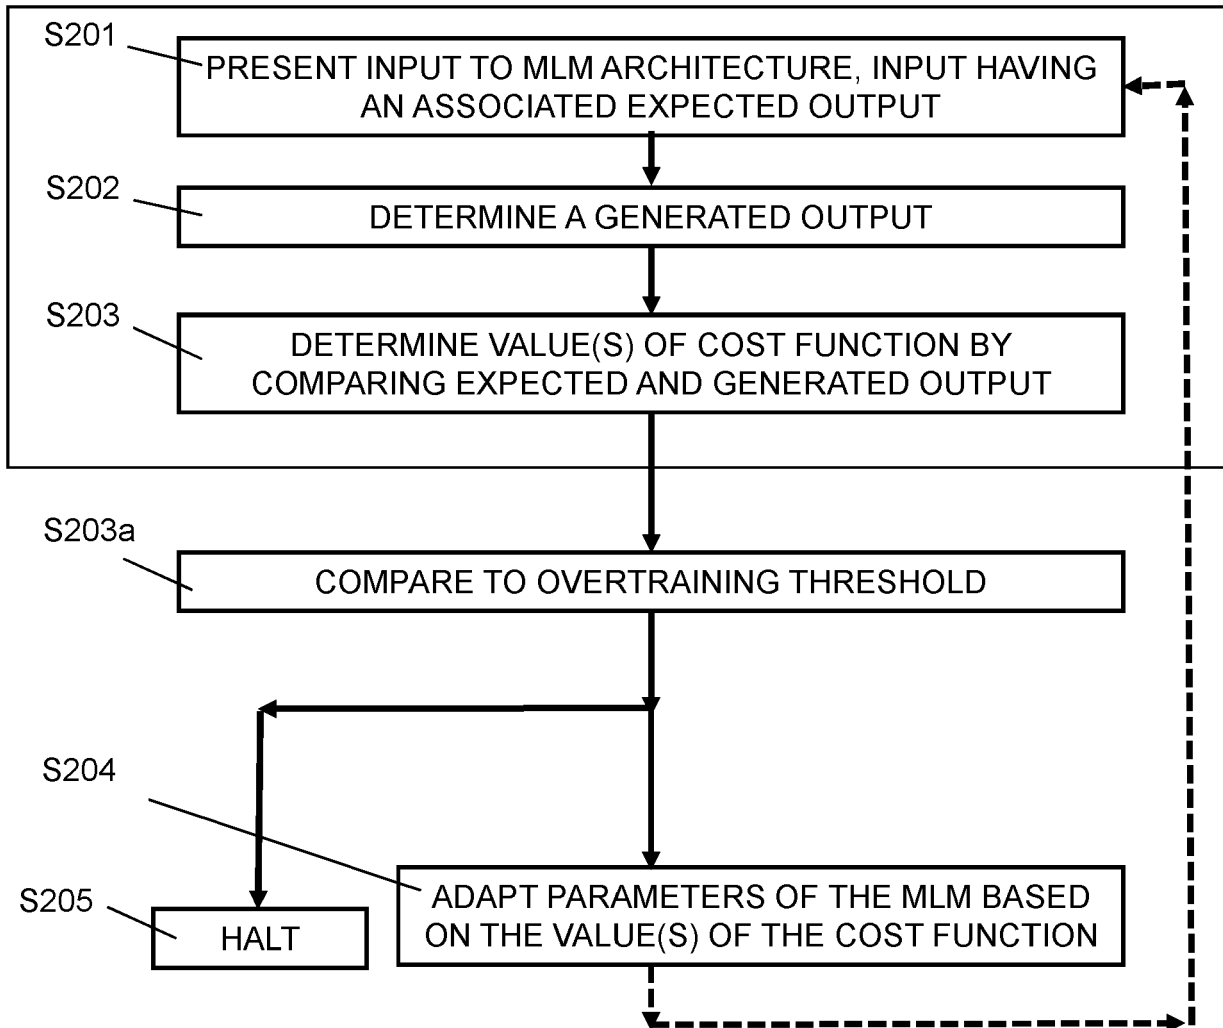 S201
PRESENT INPUT TO MLM ARCHITECTURE, INPUT HAVING
AN ASSOCIATED EXPECTED OUTPUT
S202
DETERMINE A GENERATED OUTPUT
S203
DETERMINE VALUE(S) OF COST FUNCTION BY
COMPARING EXPECTED AND GENERATED OUTPUT
S203a
COMPARE TO OVERTRAINING THRESHOLD
S204
ADAPT PARAMETERS OF THE MLM BASED
ON THE VALUE(S) OF THE COST FUNCTION
S205
HALT